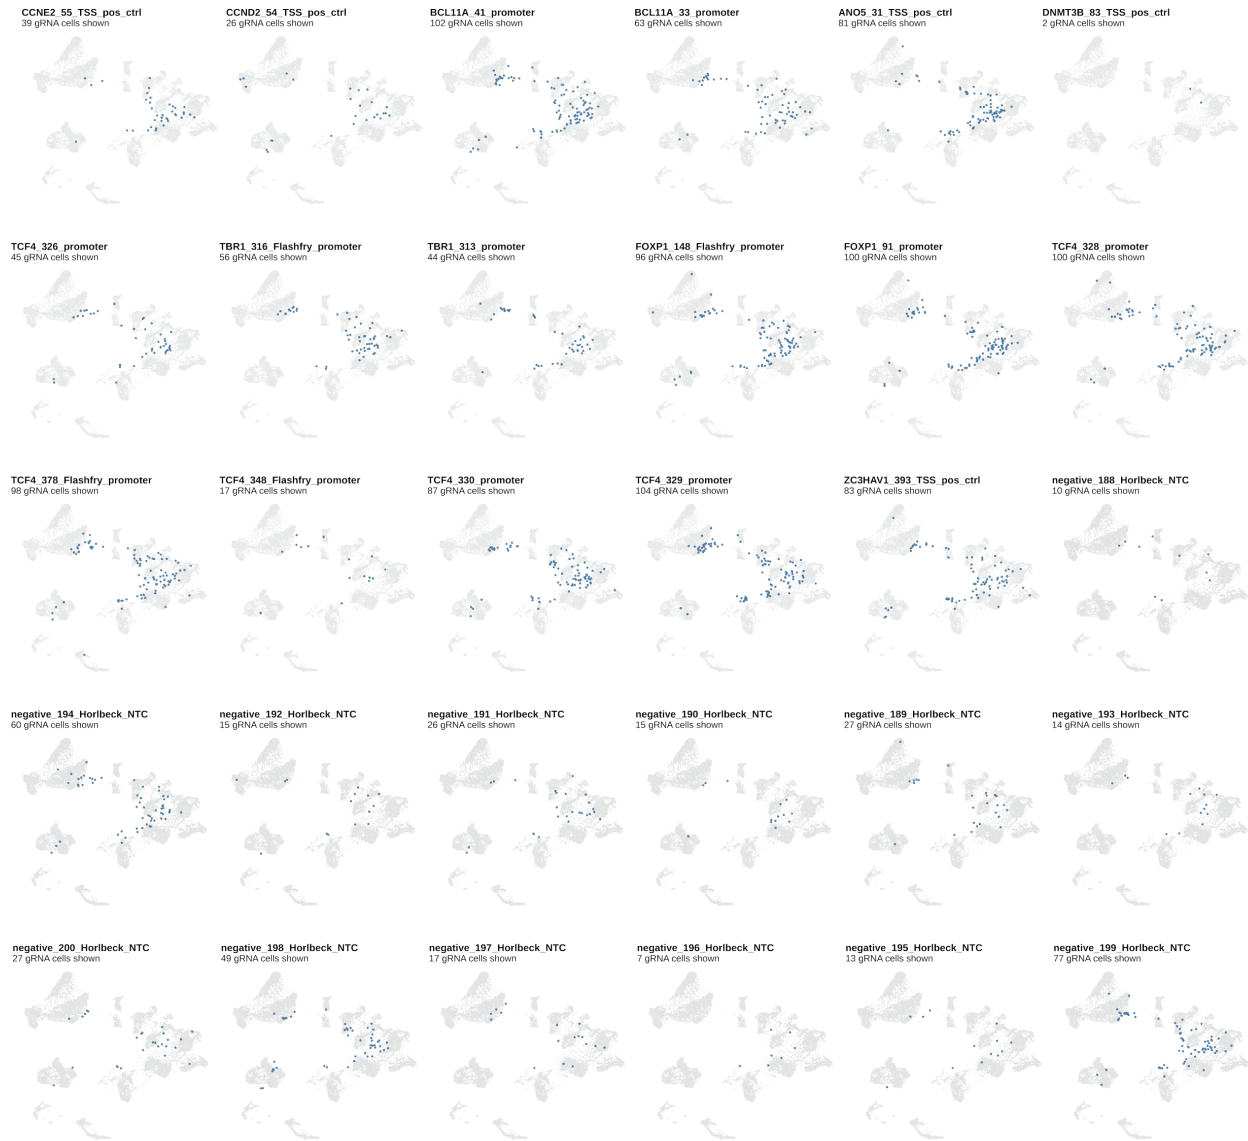 CCNE2_55_TSS_pos_ctrl
39 gRNA cells shown
CCND2_54_TSS_pos_ctrl
26 gRNA cells shown
BCL11A_41_promoter
102 gRNA cells shown
BCL11A_33_promoter
63 gRNA cells shown
ANO5_31_TSS_pos_ctrl
81 gRNA cells shown
DNMT3B_83_TSS_pos_ctrl
2 gRNA cells shown
TCF4_326_promoter
45 gRNA cells shown
TBR1_316_Flashfry_promoter
56 gRNA cells shown
TBR1_313_promoter
44 gRNA cells shown
FOXP1_148_Flashfry_promoter
96 gRNA cells shown
FOXP1_91_promoter
100 gRNA cells shown
TCF4_328_promoter
100 gRNA cells shown
TCF4_378_Flashfry_promoter
98 gRNA cells shown
TCF4_348_Flashfry_promoter
17 gRNA cells shown
TCF4_330_promoter
87 gRNA cells shown
TCF4_329_promoter
104 gRNA cells shown
ZC3HAV1_393_TSS_pos_ctrl
83 gRNA cells shown
negative_188_Horlbeck_NTC
10 gRNA cells shown
negative_194_Horlbeck_NTC
60 gRNA cells shown
negative_192_Horlbeck_NTC
15 gRNA cells shown
negative_191_Horlbeck_NTC
26 gRNA cells shown
negative_190_Horlbeck_NTC
15 gRNA cells shown
negative_189_Horlbeck_NTC
27 gRNA cells shown
negative_193_Horlbeck_NTC
14 gRNA cells shown
negative_200_Horlbeck_NTC
27 gRNA cells shown
negative_198_Horlbeck_NTC
49 gRNA cells shown
negative_197_Horlbeck_NTC
17 gRNA cells shown
negative_196_Horlbeck_NTC
7 gRNA cells shown
negative_195_Horlbeck_NTC
13 gRNA cells shown
negative_199_Horlbeck_NTC
77 gRNA cells shown